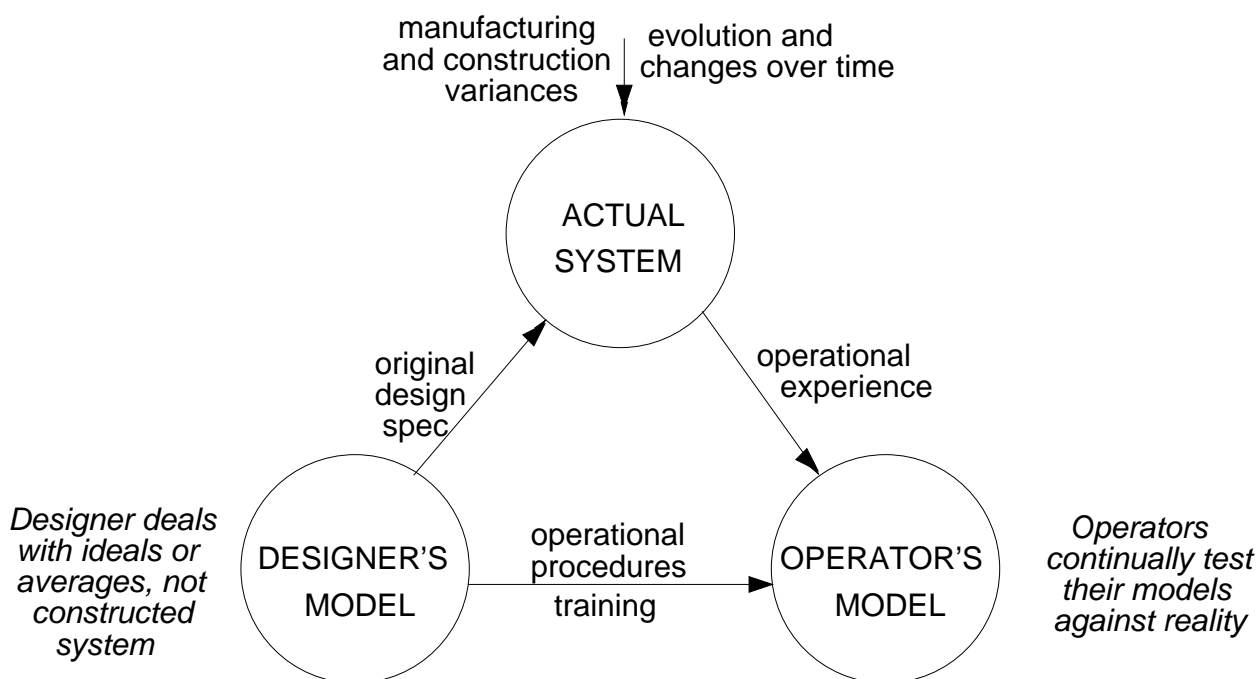 manufacturing
and construction
variances
evolution and
changes over time
ACTUAL
SYSTEM
original
design
spec
operational
experience
Designer deals
with ideals or
averages, not
constructed
system
DESIGNER’S
MODEL
operational
procedures
training
OPERATOR’S
MODEL
Operators
continually test
their models
against reality